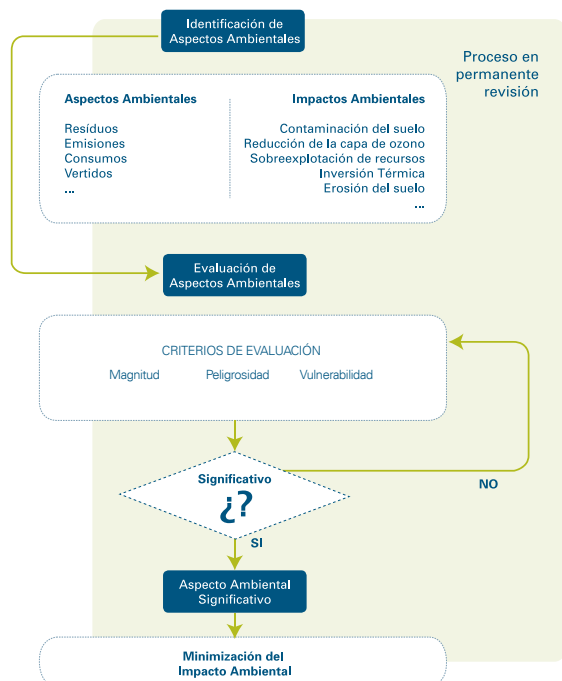 Identificación de
Aspectos Ambientales
Proceso en
permanente
revisión
Aspectos Ambientales
Resíduos
Emisiones
Consumos
Vertidos
...
Impactos Ambientales
Contaminación del suelo
Reducción de la capa de ozono
Sobreexplotación de recursos
Inversión Térmica
Erosión del suelo
...
Evaluación de
Aspectos Ambientales
CRITERIOS DE EVALUACIÓN
Magnitud Peligrosidad Vulnerabilidad
Significativo
¿?
NO
SI
Aspecto Ambiental
Significativo
Minimización del
Impacto Ambiental